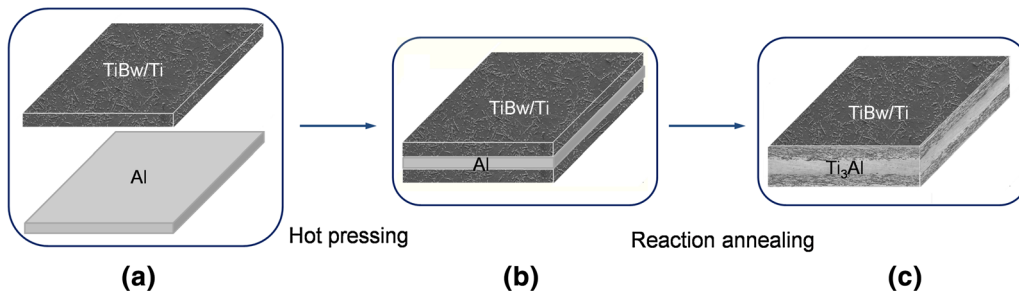 TiBw/Ti
Al
(a)
Hot pressing
TiBw/Ti
Al
(b)
Reaction annealing
TiBw/Ti
Ti₃Al
(c)